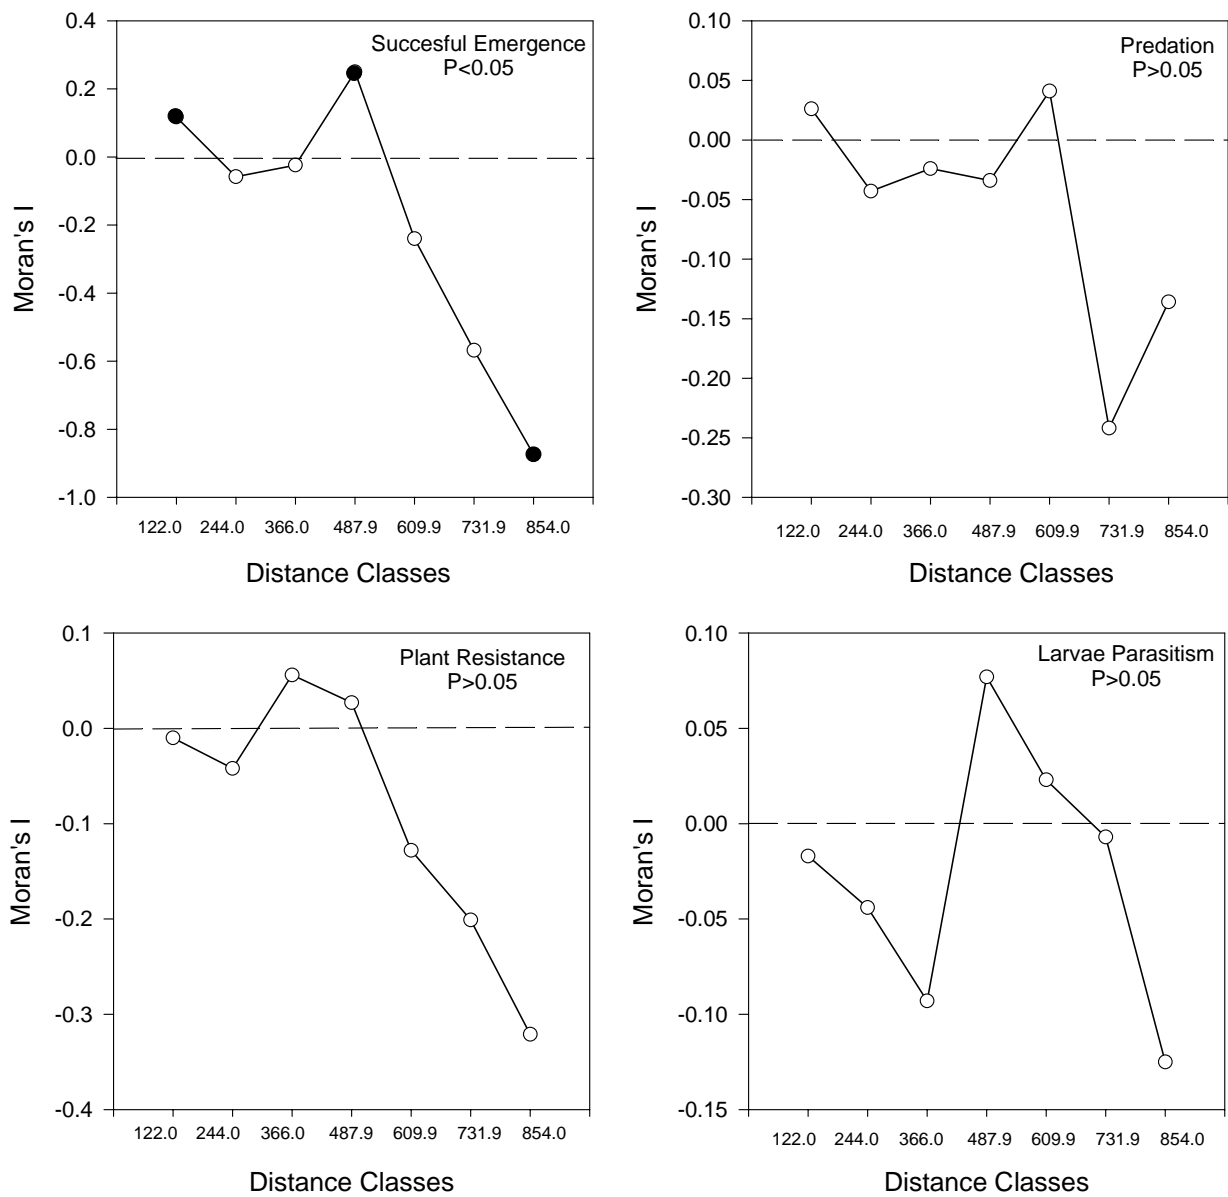 Succesful Emergence
P<0.05
0.4
0.2
0.0
-0.2
-0.4
-0.6
-0.8
-1.0
Moran's I
122.0 244.0 366.0 487.9 609.9 731.9 854.0
Distance Classes
Predation
P>0.05
0.10
0.05
0.00
-0.05
-0.10
-0.15
-0.20
-0.25
-0.30
Moran's I
122.0 244.0 366.0 487.9 609.9 731.9 854.0
Distance Classes
Plant Resistance
P>0.05
0.1
0.0
-0.1
-0.2
-0.3
-0.4
Moran's I
122.0 244.0 366.0 487.9 609.9 731.9 854.0
Distance Classes
Larvae Parasitism
P>0.05
0.10
0.05
0.00
-0.05
-0.10
-0.15
Moran's I
122.0 244.0 366.0 487.9 609.9 731.9 854.0
Distance Classes